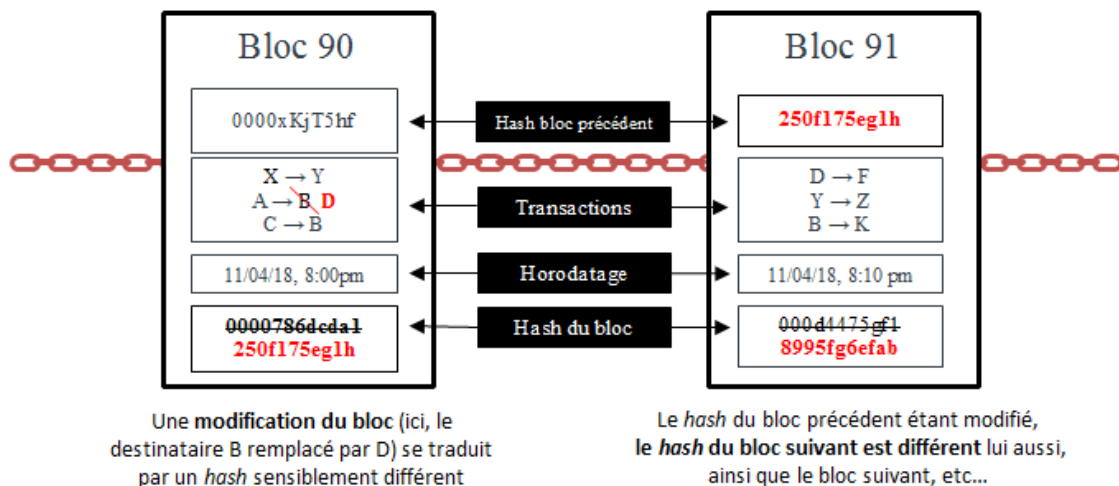 Bloc 90
0000xKjT5hf
X → Y
A → B D
C → B
11/04/18, 8:00pm
0000786dcda1
250f175eg1h
Hash bloc précédent
Transactions
Horodatage
Hash du bloc
Bloc 91
250f175eg1h
D → F
Y → Z
B → K
11/04/18, 8:10 pm
000d4475gf1
8995fg6efab
Une modification du bloc (ici, le
destinataire B remplacé par D) se traduit
par un hash sensiblement différent
Le hash du bloc précédent étant modifié,
le hash du bloc suivant est différent lui aussi,
ainsi que le bloc suivant, etc...